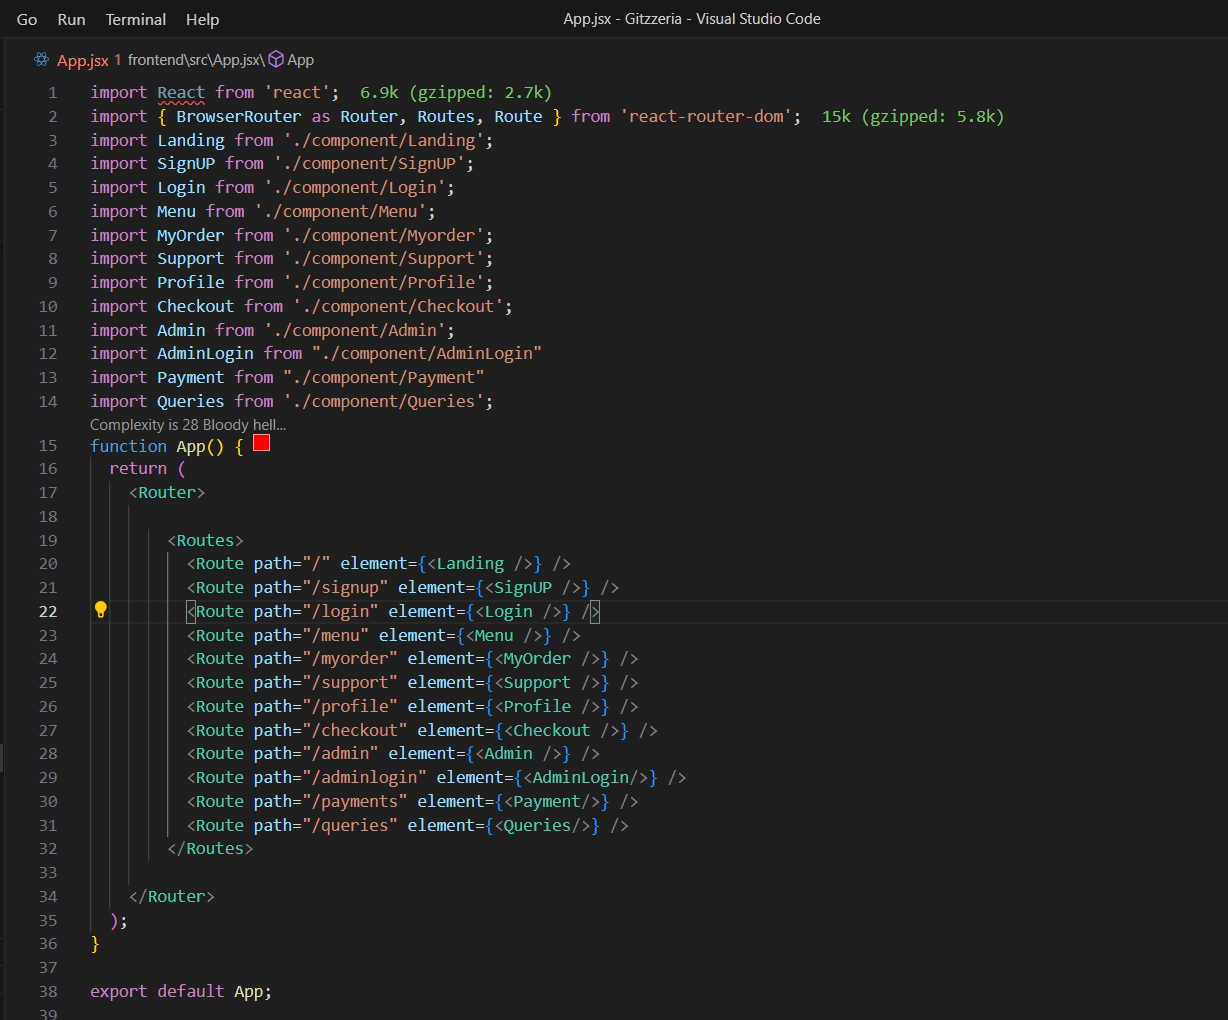 Go Run Terminal Help App.jsx - Gitzzeria - Visual Studio Code
App.jsx 1 frontend\src\App.jsx\ App
1 import React from 'react'; 6.9k (gzipped: 2.7k)
2 import { BrowserRouter as Router, Routes, Route } from 'react-router-dom'; 15k (gzipped: 5.8k)
3 import Landing from './component/Landing';
4 import SignUP from './component/SignUP';
5 import Login from './component/Login';
6 import Menu from './component/Menu';
7 import MyOrder from './component/Myorder';
8 import Support from './component/Support';
9 import Profile from './component/Profile';
10 import Checkout from './component/Checkout';
11 import Admin from './component/Admin';
12 import AdminLogin from "./component/AdminLogin"
13 import Payment from "./component/Payment"
14 import Queries from './component/Queries';
Complexity is 28 Bloody hell...
15 function App() {
16 return (
17 <Router>
18
19 <Routes>
20 <Route path="/" element={<Landing />} />
21 <Route path="/signup" element={<SignUP />} />
22 <Route path="/login" element={<Login />} />
23 <Route path="/menu" element={<Menu />} />
24 <Route path="/myorder" element={<MyOrder />} />
25 <Route path="/support" element={<Support />} />
26 <Route path="/profile" element={<Profile />} />
27 <Route path="/checkout" element={<Checkout />} />
28 <Route path="/admin" element={<Admin />} />
29 <Route path="/adminlogin" element={<AdminLogin/>} />
30 <Route path="/payments" element={<Payment/>} />
31 <Route path="/queries" element={<Queries/>} />
32 </Routes>
33
34 </Router>
35 );
36 }
37
38 export default App;
39